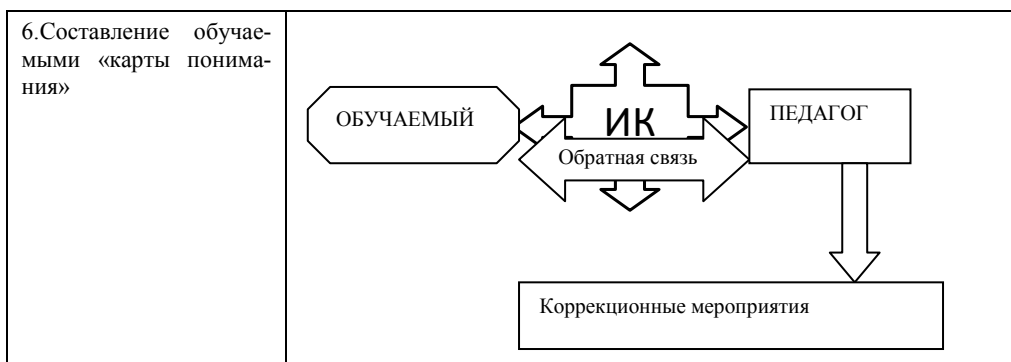 6.Составление обучае-
мыми «карты понима-
ния»
ОБУЧАЕМЫЙ
ИК
ПЕДАГОГ
Обратная связь
Коррекционные мероприятия